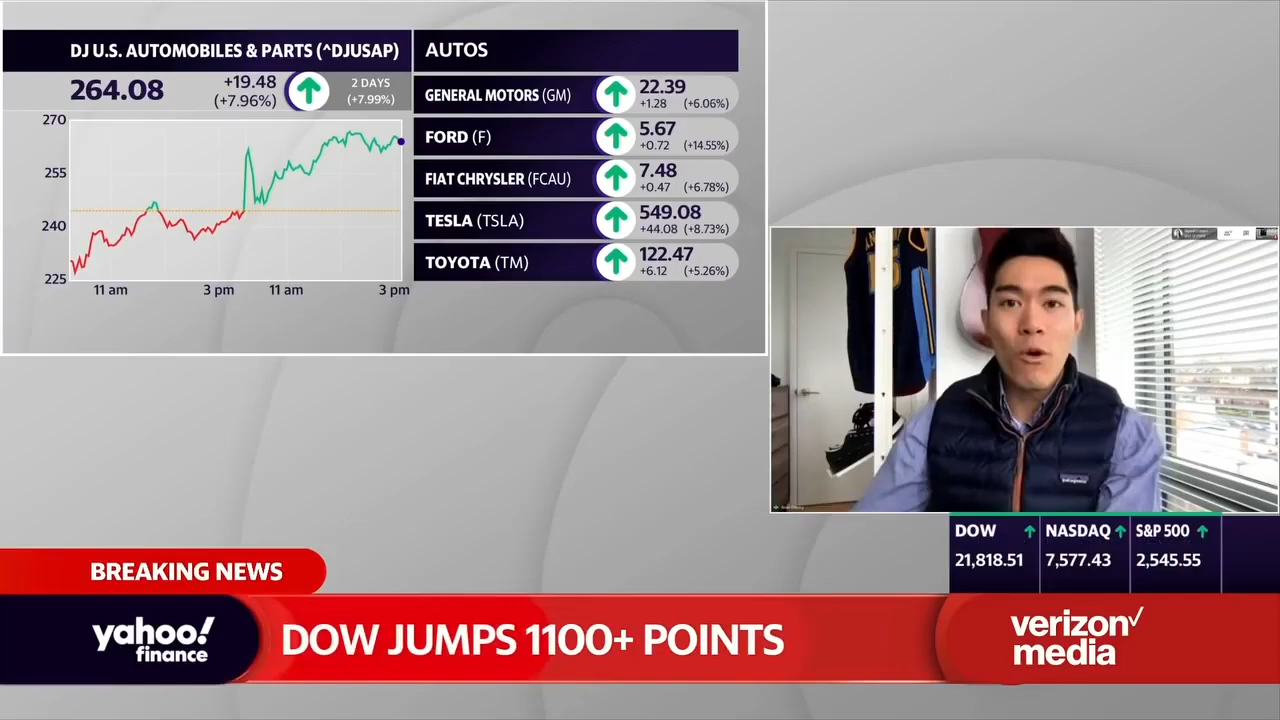 DJ U.S. AUTOMOBILES & PARTS (^DJUSAP)
264.08
+19.48
(+7.96%)
2 DAYS
(+7.99%)
270
255
240
225
11 am
3 pm
11 am
3 pm
AUTOS
GENERAL MOTORS (GM)
22.39
+1.28 (+6.06%)
FORD (F)
5.67
+0.72 (+14.55%)
FIAT CHRYSLER (FCAU)
7.48
+0.47 (+6.78%)
TESLA (TSLA)
549.08
+44.08 (+8.73%)
TOYOTA (TM)
122.47
+6.12 (+5.26%)
patagonia
DOW
21,818.51
NASDAQ
7,577.43
S&P 500
2,545.55
BREAKING NEWS
yahoo!
finance
DOW JUMPS 1100+ POINTS
verizon✓
media